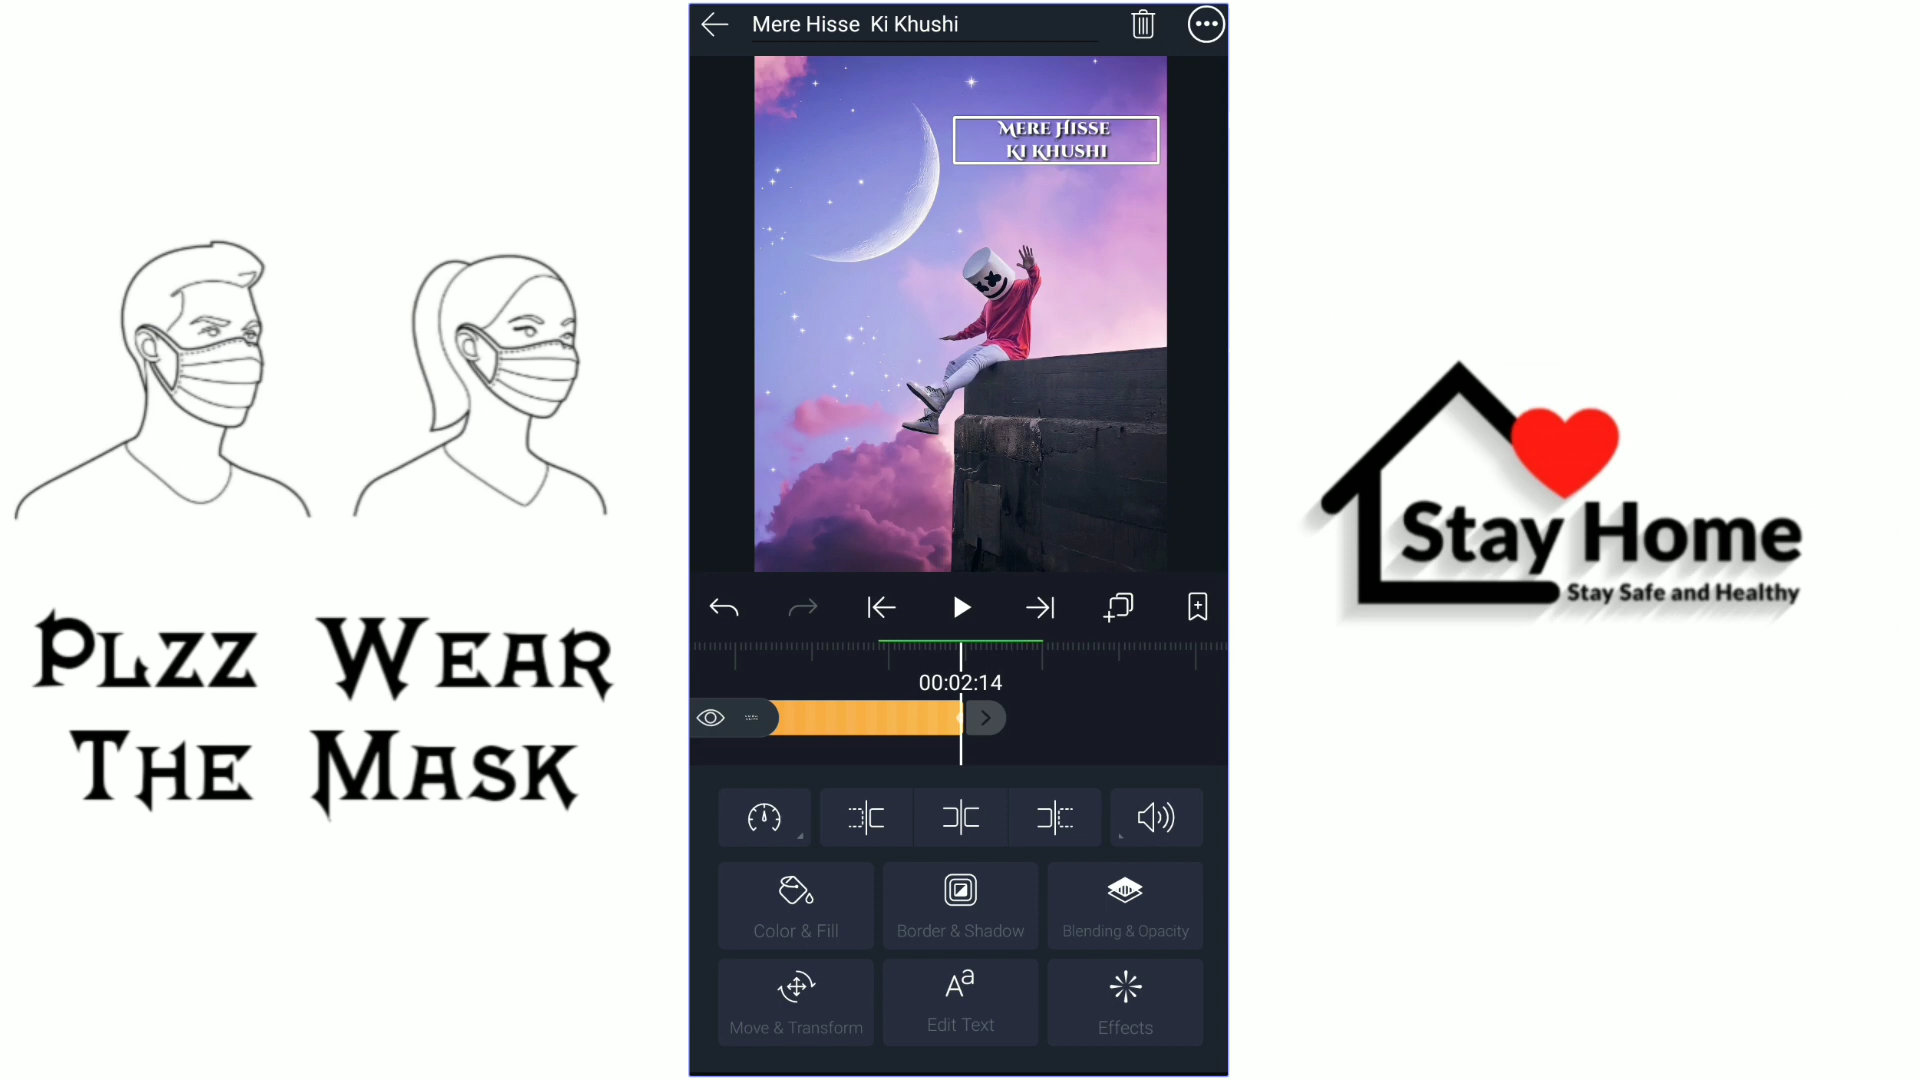 Mere Hisse  Ki Khushi
MERE HISSE
KI KHUSHI
00:02:14
Color & Fill
Border & Shadow
Blending & Opacity
Move & Transform
Aa
Edit Text
Effects
PLZZ WEAR
THE MASK
Stay Home
Stay Safe and Healthy